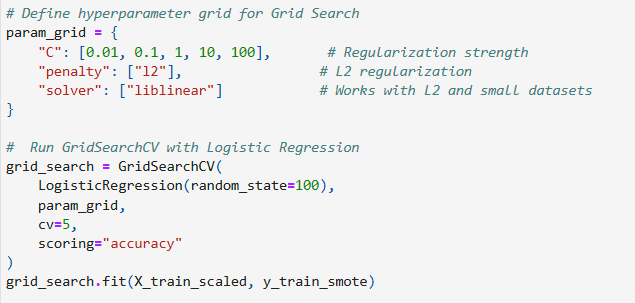 # Define hyperparameter grid for Grid Search
param_grid = {
    "C": [0.01, 0.1, 1, 10, 100],       # Regularization strength
    "penalty": ["l2"],                 # L2 regularization
    "solver": ["liblinear"]            # Works with L2 and small datasets
}

#  Run GridSearchCV with Logistic Regression
grid_search = GridSearchCV(
    LogisticRegression(random_state=100),
    param_grid,
    cv=5,
    scoring="accuracy"
)
grid_search.fit(X_train_scaled, y_train_smote)